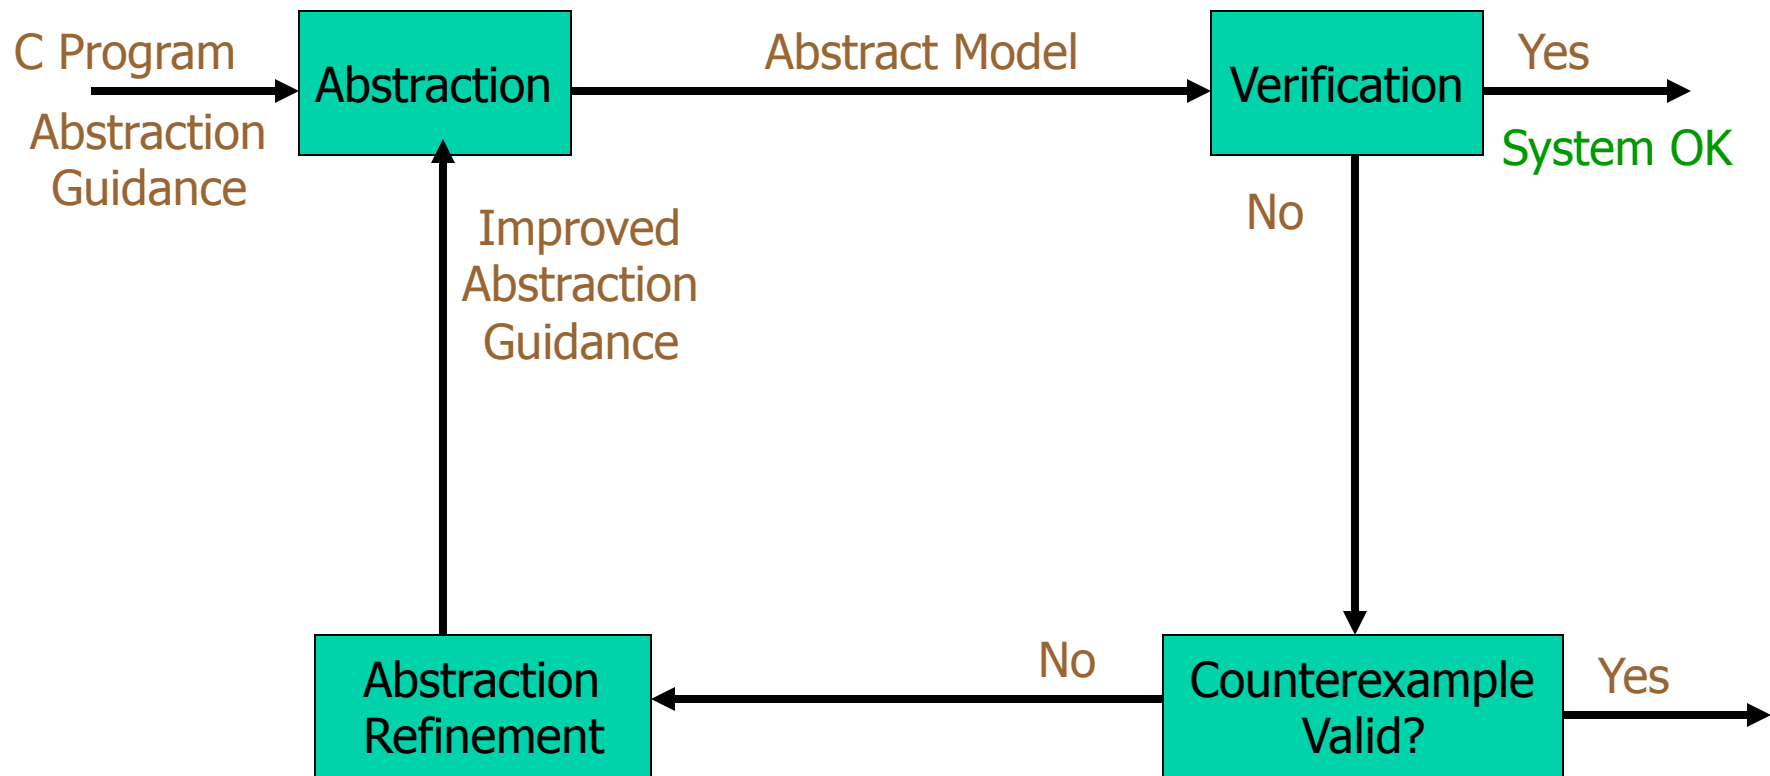 C Program
Abstraction
Guidance
Abstraction
Abstract Model
Verification
Yes
System OK
Improved
Abstraction
Guidance
No
Abstraction
Refinement
No
Counterexample
Valid?
Yes